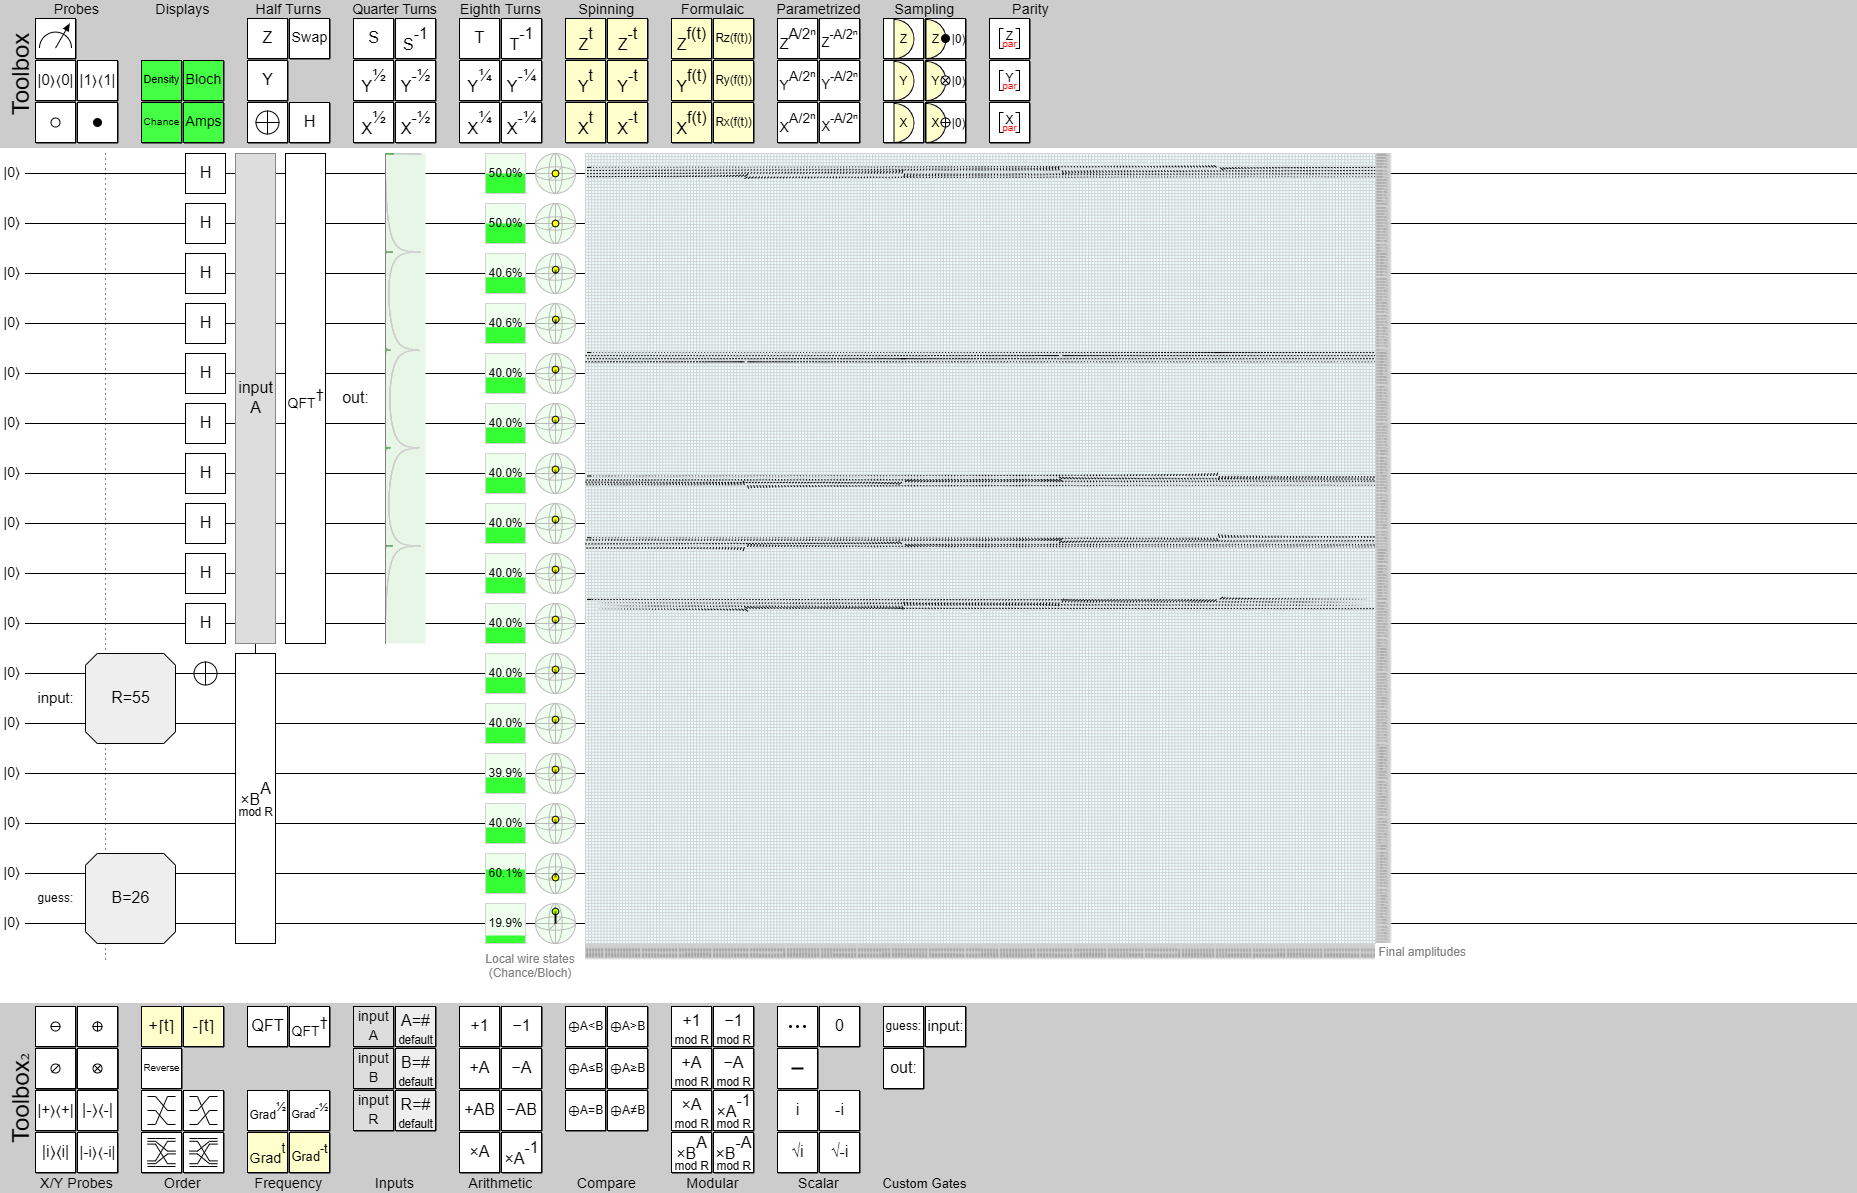 Toolbox
Probes Displays Half Turns Quarter Turns Eighth Turns Spinning Formulaic Parametrized Sampling Parity
Z Swap S S^-1 T T^-1 Z^t Z^-t Z^f(t) Rz(f(t)) Z^A/2ⁿ Z^-A/2ⁿ Z Z |0⟩ [Z par]
|0⟩⟨0| |1⟩⟨1| Density Bloch Y Y^½ Y^-½ Y^¼ Y^-¼ Y^t Y^-t Y^f(t) Ry(f(t)) Y^A/2ⁿ Y^-A/2ⁿ Y Y⊗|0⟩ [Y par]
○ ● Chance Amps ⊕ H X^½ X^-½ X^¼ X^-¼ X^t X^-t X^f(t) Rx(f(t)) X^A/2ⁿ X^-A/2ⁿ X X⊕|0⟩ [X par]
|0⟩ H 50.0%
|0⟩ H 50.0%
|0⟩ H 40.6%
|0⟩ H 40.6%
|0⟩ H 40.0%
input A QFT† out:
|0⟩ H 40.0%
|0⟩ H 40.0%
|0⟩ H 40.0%
|0⟩ H 40.0%
|0⟩ H 40.0%
|0⟩ 40.0%
input: R=55
|0⟩ 40.0%
|0⟩ 39.9%
×B^A mod R
|0⟩ 40.0%
|0⟩ 60.1%
guess: B=26
|0⟩ 19.9%
Local wire states
(Chance/Bloch)
Final amplitudes
Toolbox₂
⊖ ⊕ +⌈t⌉ -⌈t⌉ QFT QFT† input A A=# default +1 −1 ⊕A<B ⊕A>B +1 mod R −1 mod R ... 0 guess: input:
⊘ ⊗ Reverse input B B=# default +A −A ⊕A≤B ⊕A≥B +A mod R −A mod R − out:
|+⟩⟨+| |-⟩⟨-| Grad^½ Grad^-½ input R R=# default +AB −AB ⊕A=B ⊕A≠B ×A mod R ×A^-1 mod R i -i
|i⟩⟨i| |-i⟩⟨-i| Grad^t Grad^-t ×A ×A^-1 ×B^A mod R ×B^-A mod R √i √-i
X/Y Probes Order Frequency Inputs Arithmetic Compare Modular Scalar Custom Gates